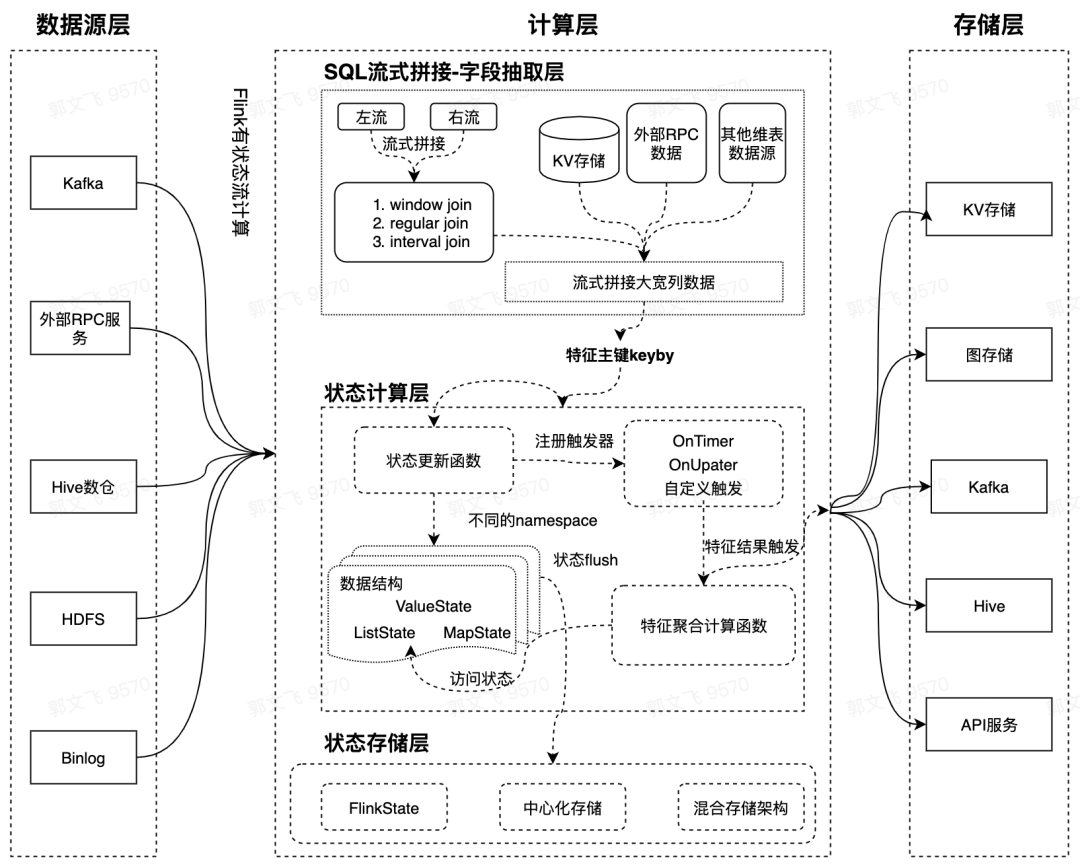 数据源层
计算层
存储层
Flink有状态流计算
Kafka
外部RPC服
务
Hive数仓
HDFS
Binlog
SQL流式拼接-字段抽取层
左流
右流
流式拼接
1. window join
2. regular join
3. interval join
KV存储
外部RPC
数据
其他维表
数据源
流式拼接大宽列数据
特征主键keyby
状态计算层
状态更新函数
注册触发器
OnTimer
OnUpater
自定义触发
不同的namespace
特征结果触发
状态flush
数据结构
ValueState
ListState
MapState
特征聚合计算函数
访问状态
状态存储层
FlinkState
中心化存储
混合存储架构
KV存储
图存储
Kafka
Hive
API服务
郭文飞 9570